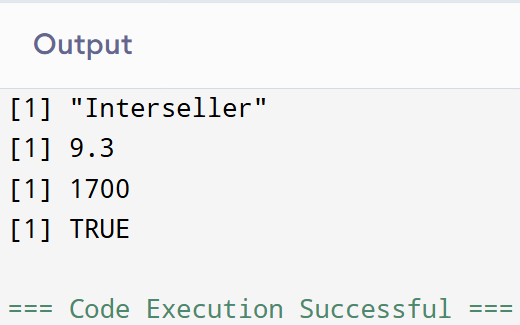 Output
[1] "Interseller"
[1] 9.3
[1] 1700
[1] TRUE
=== Code Execution Successful ===